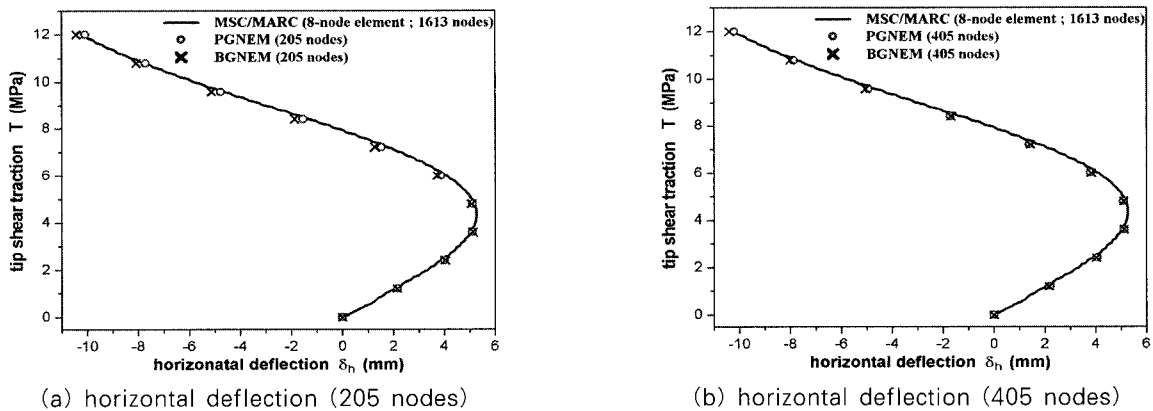 MSC/MARC (8-node element ; 1613 nodes)
PGNEM (205 nodes)
BGNEM (205 nodes)
tip shear traction T (MPa)
12
10
8
6
4
2
0
-10 -8 -6 -4 -2 0 2 4 6
horizonatal deflection δh (mm)
(a) horizontal deflection (205 nodes)
MSC/MARC (8-node element ; 1613 nodes)
PGNEM (405 nodes)
BGNEM (405 nodes)
tip shear traction T (MPa)
12
10
8
6
4
2
0
-10 -8 -6 -4 -2 0 2 4 6
horizontal deflection δh (mm)
(b) horizontal deflection (405 nodes)